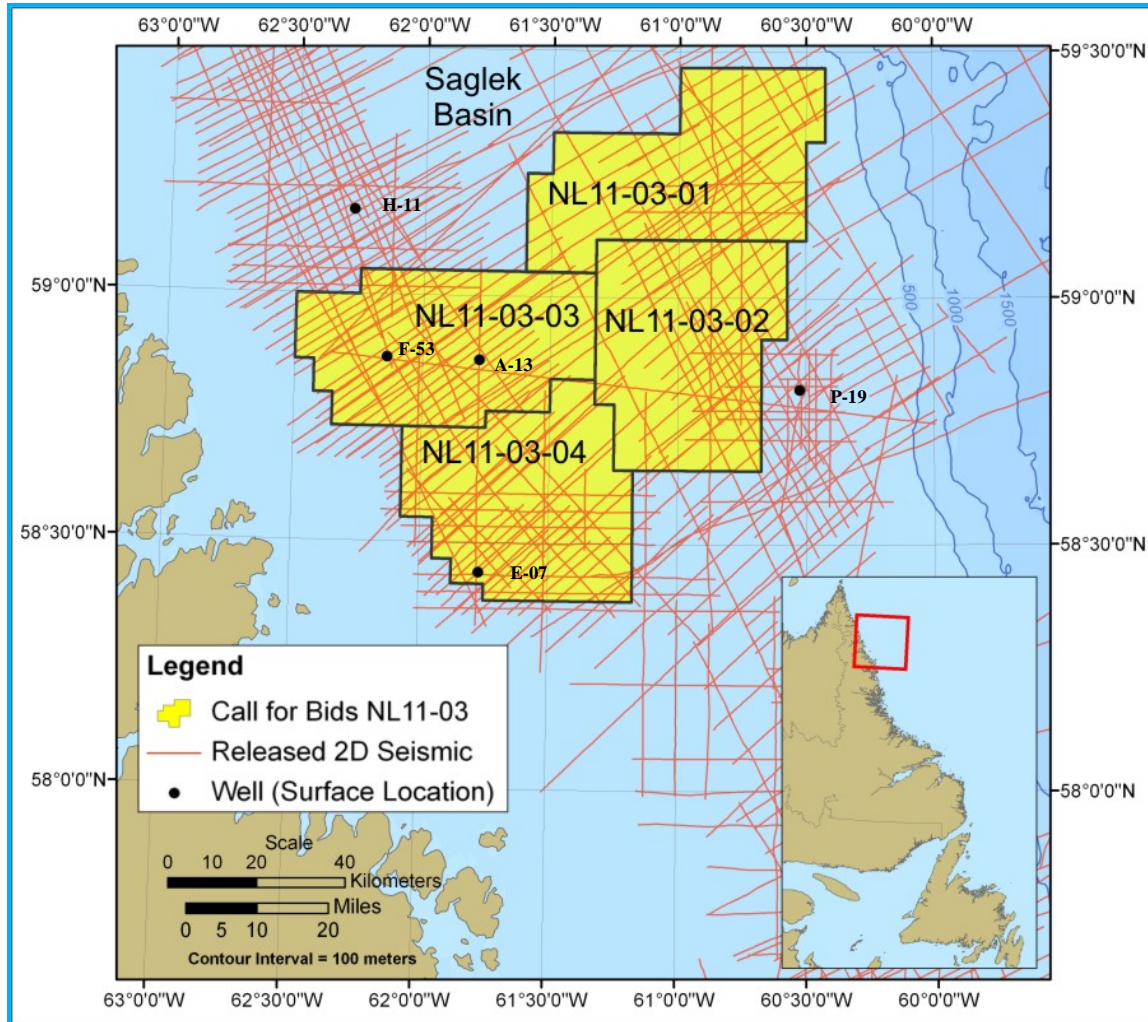 63°0'0"W 62°30'0"W 62°0'0"W 61°30'0"W 61°0'0"W 60°30'0"W 60°0'0"W
59°30'0"N
Saglek
Basin
NL11-03-01
H-11
59°0'0"N
59°0'0"N
NL11-03-03
NL11-03-02
500
1000
1500
F-53
A-13
P-19
NL11-03-04
58°30'0"N
58°30'0"N
E-07
Legend
Call for Bids NL11-03
Released 2D Seismic
Well (Surface Location)
58°0'0"N
58°0'0"N
Scale
0 10 20 40
Kilometers
Miles
0 5 10 20
Contour Interval = 100 meters
63°0'0"W 62°30'0"W 62°0'0"W 61°30'0"W 61°0'0"W 60°30'0"W 60°0'0"W